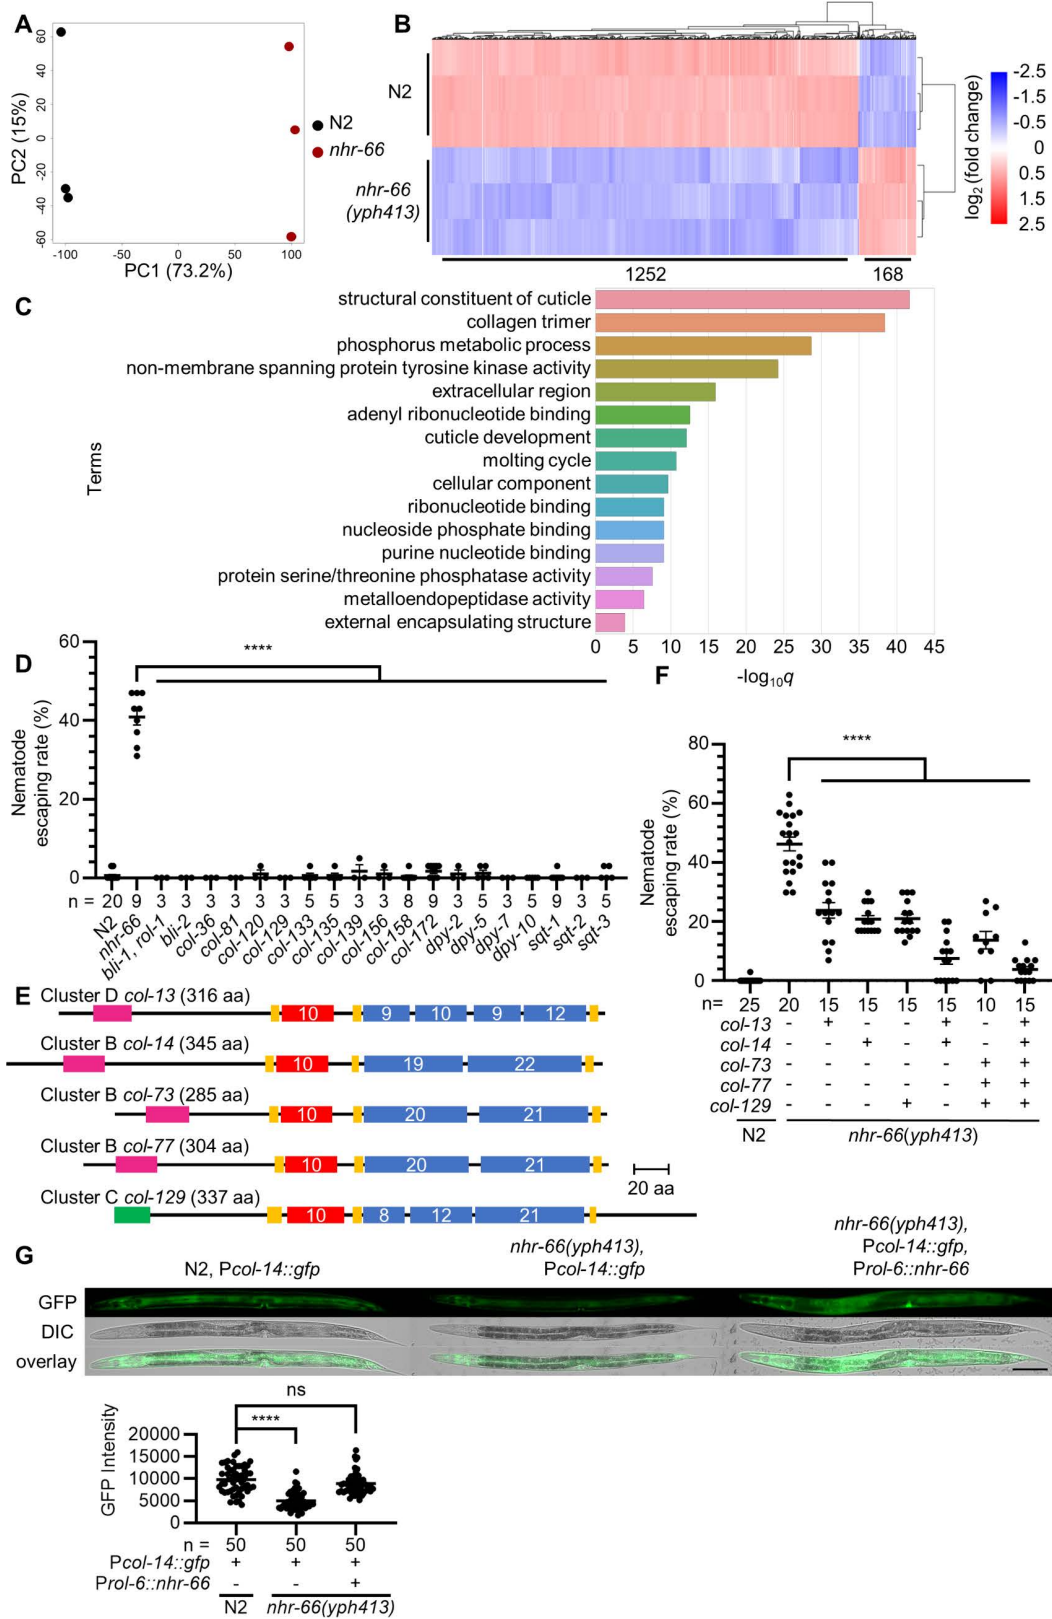 A
PC2 (15%)
60
40
20
0
-20
-40
-60
-100
-50
0
50
100
PC1 (73.2%)
N2
nhr-66
B
N2
nhr-66
(yph413)
1252
168
log2 (fold change)
-2.5
-1.5
-0.5
0
0.5
1.5
2.5
C
Terms
structural constituent of cuticle
collagen trimer
phosphorus metabolic process
non-membrane spanning protein tyrosine kinase activity
extracellular region
adenyl ribonucleotide binding
cuticle development
molting cycle
cellular component
ribonucleotide binding
nucleoside phosphate binding
purine nucleotide binding
protein serine/threonine phosphatase activity
metalloendopeptidase activity
external encapsulating structure
0 5 10 15 20 25 30 35 40 45
-log10q
D
Nematode
escaping rate (%)
60
40
20
0
****
n = 20 9 3 3 3 3 3 3 5 5 3 3 8 9 3 5 3 5 9 3 5
N2
nhr-66
bli-1, rol-1
bli-2
col-36
col-81
col-120
col-129
col-133
col-135
col-139
col-156
col-158
col-172
dpy-2
dpy-5
dpy-7
dpy-10
sqt-1
sqt-2
sqt-3
E
Cluster D col-13 (316 aa)
10 9 10 9 12
Cluster B col-14 (345 aa)
10 19 22
Cluster B col-73 (285 aa)
10 20 21
Cluster B col-77 (304 aa)
10 20 21
Cluster C col-129 (337 aa)
10 8 12 21
20 aa
F
Nematode
escaping rate (%)
80
60
40
20
0
****
n= 25 20 15 15 15 15 10 15
col-13 - - + - - + - +
col-14 - - - + - + - +
col-73 - - - - - - + +
col-77 - - - - - - + +
col-129 - - - - + - + +
N2
nhr-66(yph413)
G
N2, Pcol-14::gfp
nhr-66(yph413),
Pcol-14::gfp
nhr-66(yph413),
Pcol-14::gfp,
Prol-6::nhr-66
GFP
DIC
overlay
GFP Intensity
20000
15000
10000
5000
0
ns
****
n = 50 50 50
Pcol-14::gfp + + +
Prol-6::nhr-66 - - +
N2
nhr-66(yph413)